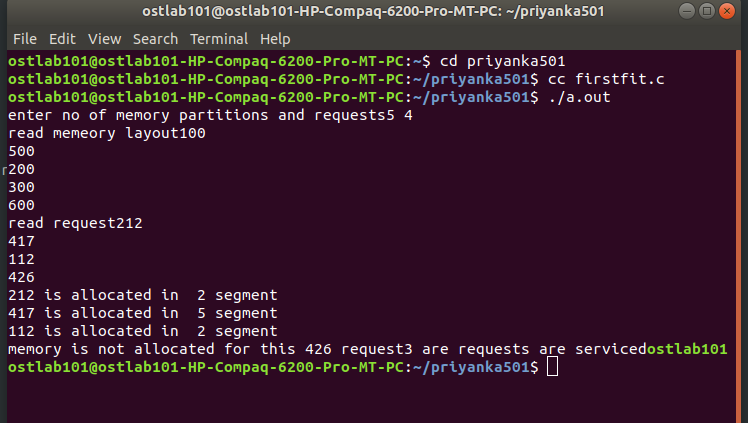 ostlab101@ostlab101-HP-Compaq-6200-Pro-MT-PC: ~/priyanka501
File Edit View Search Terminal Help
ostlab101@ostlab101-HP-Compaq-6200-Pro-MT-PC:~$ cd priyanka501
ostlab101@ostlab101-HP-Compaq-6200-Pro-MT-PC:~/priyanka501$ cc firstfit.c
ostlab101@ostlab101-HP-Compaq-6200-Pro-MT-PC:~/priyanka501$ ./a.out
enter no of memory partitions and requests5 4
read memeory layout100
500
200
300
600
read request212
417
112
426
212 is allocated in  2 segment
417 is allocated in  5 segment
112 is allocated in  2 segment
memory is not allocated for this 426 request3 are requests are servicedostlab101
ostlab101@ostlab101-HP-Compaq-6200-Pro-MT-PC:~/priyanka501$